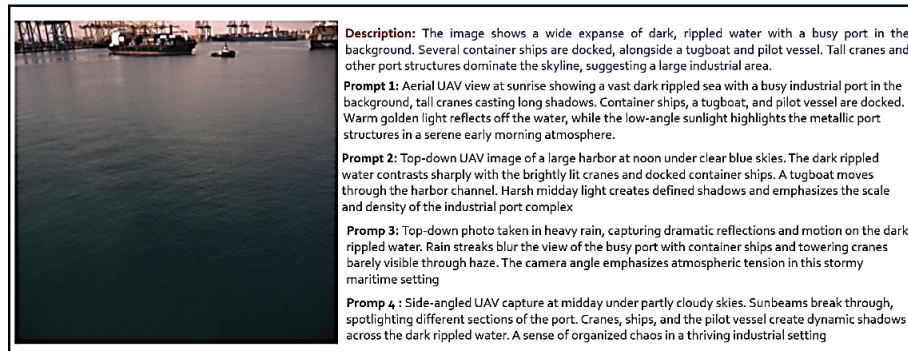 Description: The image shows a wide expanse of dark, rippled water with a busy port in the
background. Several container ships are docked, alongside a tugboat and pilot vessel. Tall cranes and
other port structures dominate the skyline, suggesting a large industrial area.
Prompt 1: Aerial UAV view at sunrise showing a vast dark rippled sea with a busy industrial port in the
background, tall cranes casting long shadows. Container ships, a tugboat, and pilot vessel are docked.
Warm golden light reflects off the water, while the low-angle sunlight highlights the metallic port
structures in a serene early morning atmosphere.
Prompt 2: Top-down UAV image of a large harbor at noon under clear blue skies. The dark rippled
water contrasts sharply with the brightly lit cranes and docked container ships. A tugboat moves
through the harbor channel. Harsh midday light creates defined shadows and emphasizes the scale
and density of the industrial port complex
Promp 3: Top-down photo taken in heavy rain, capturing dramatic reflections and motion on the dark
rippled water. Rain streaks blur the view of the busy port with container ships and towering cranes
barely visible through haze. The camera angle emphasizes atmospheric tension in this stormy
maritime setting
Promp 4 : Side-angled UAV capture at midday under partly cloudy skies. Sunbeams break through,
spotlighting different sections of the port. Cranes, ships, and the pilot vessel create dynamic shadows
across the dark rippled water. A sense of organized chaos in a thriving industrial setting